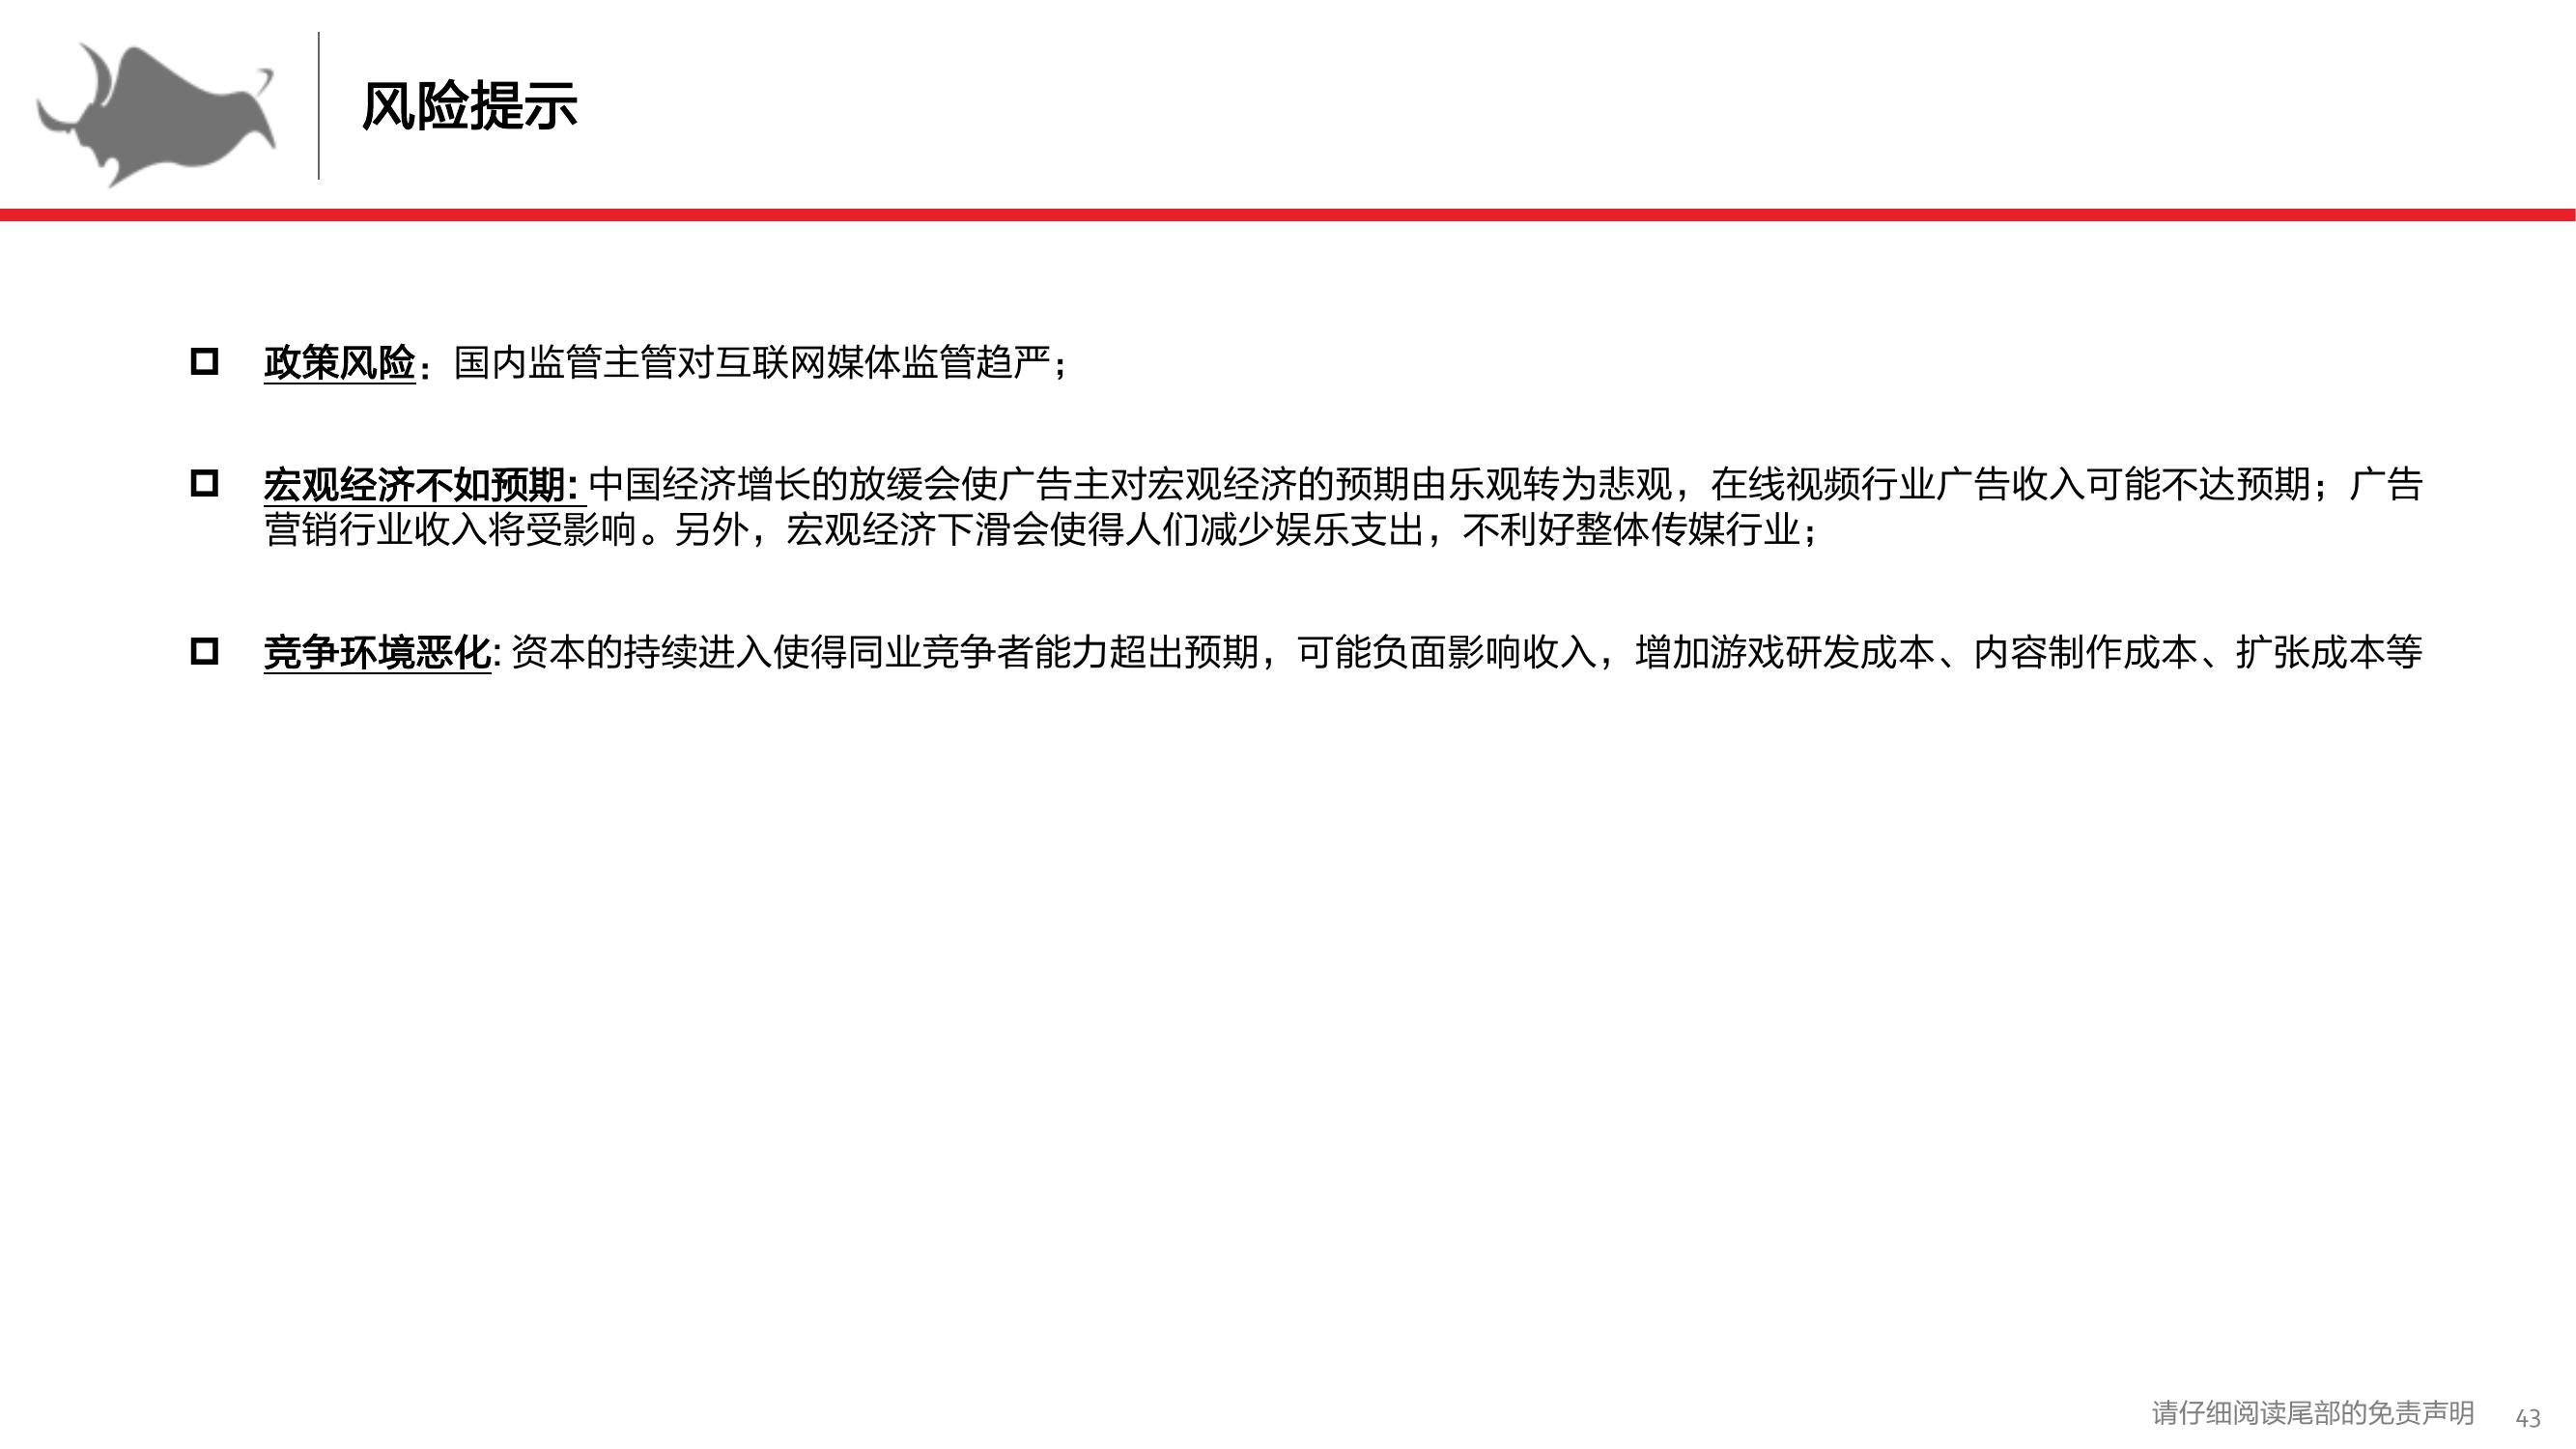 风险提示
政策风险：国内监管主管对互联网媒体监管趋严；
宏观经济不如预期: 中国经济增长的放缓会使广告主对宏观经济的预期由乐观转为悲观，在线视频行业广告收入可能不达预期；广告
营销行业收入将受影响。另外，宏观经济下滑会使得人们减少娱乐支出，不利好整体传媒行业；
竞争环境恶化: 资本的持续进入使得同业竞争者能力超出预期，可能负面影响收入，增加游戏研发成本、内容制作成本、扩张成本等
请仔细阅读尾部的免责声明 43